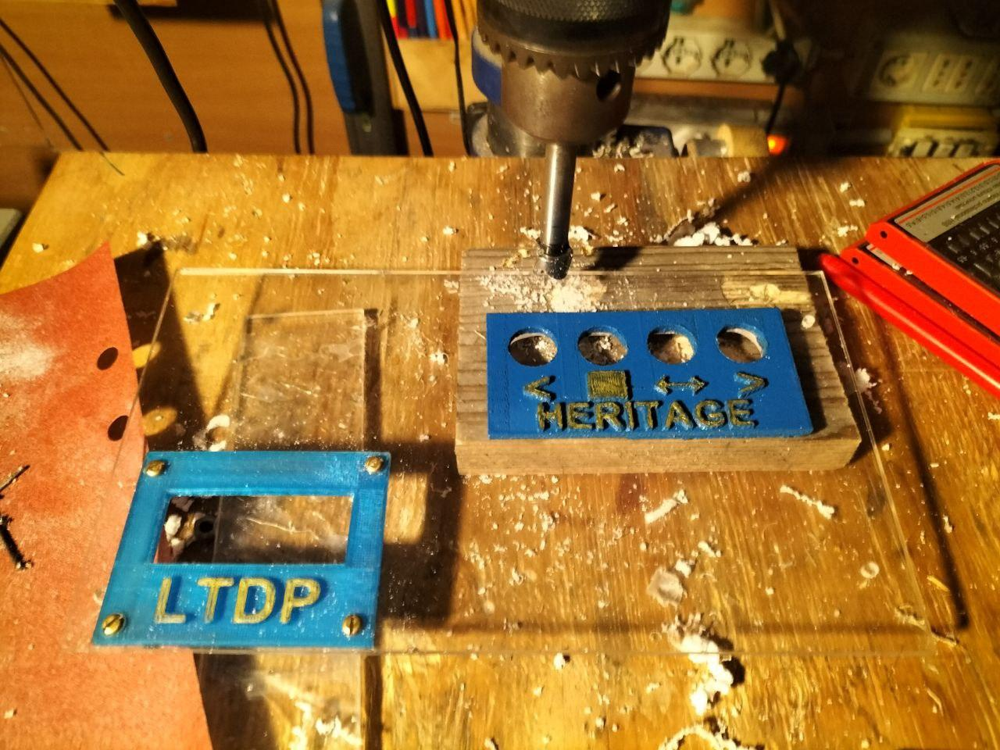 < ■ ↔ >
HERITAGE
LTDP